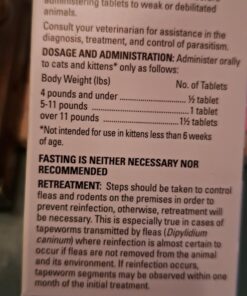 administering tablets to weak or debilitated
animals.
Consult your veterinarian for assistance in the
diagnosis, treatment, and control of parasitism.
DOSAGE AND ADMINISTRATION: Administer orally
to cats and kittens* only as follows:
Body Weight (lbs) No. of Tablets
4 pounds and under ................. ½ tablet
5-11 pounds ................. 1 tablet
over 11 pounds ................. 1½ tablets
*Not intended for use in kittens less than 6 weeks
of age.
FASTING IS NEITHER NECESSARY NOR
RECOMMENDED
RETREATMENT: Steps should be taken to control
fleas and rodents on the premises in order to
prevent reinfection, otherwise, retreatment will
be necessary. This is especially true in cases of
tapeworms transmitted by fleas (Dipylidium
caninum) where reinfection is almost certain to
occur if fleas are not removed from the animal
and its environment. If reinfection occurs,
tapeworm segments may be observed within one
month of the initial treatment.